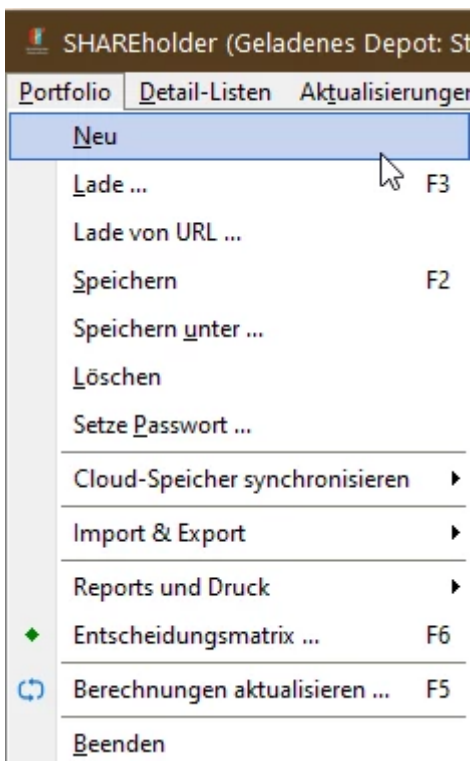 SHAREholder (Geladenes Depot: St
Portfolio Detail-Listen Aktualisierunger
Neu
Lade ... F3
Lade von URL ...
Speichern F2
Speichern unter ...
Löschen
Setze Passwort ...
Cloud-Speicher synchronisieren
Import & Export
Reports und Druck
Entscheidungsmatrix ... F6
Berechnungen aktualisieren ... F5
Beenden